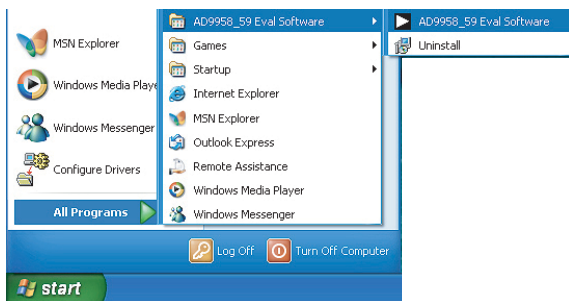 MSN Explorer
Windows Media Playe
Windows Messenger
Configure Drivers
All Programs
AD9958_59 Eval Software
Games
Startup
Internet Explorer
MSN Explorer
Outlook Express
Remote Assistance
Windows Media Player
Windows Messenger
AD9958_59 Eval Software
Uninstall
Log Off
Turn Off Computer
start